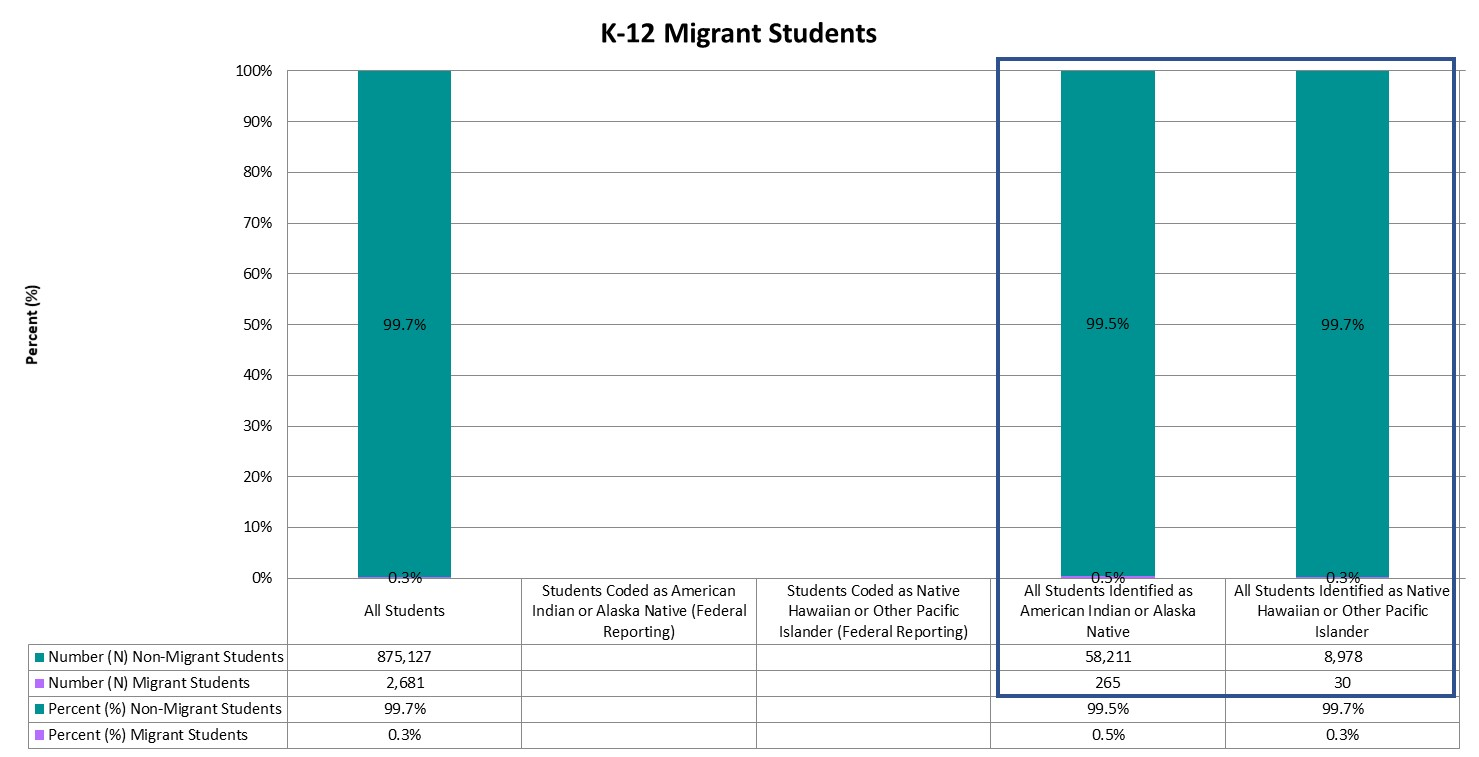 K-12 Migrant Students
Percent (%)
100%
90%
80%
70%
60%
50%
40%
30%
20%
10%
0%
99.7%
99.5%
99.7%
0.3%
0.5%
0.3%
All Students
Students Coded as American
Indian or Alaska Native (Federal
Reporting)
Students Coded as Native
Hawaiian or Other Pacific
Islander (Federal Reporting)
All Students Identified as
American Indian or Alaska
Native
All Students Identified as Native
Hawaiian or Other Pacific
Islander
Number (N) Non-Migrant Students 875,127 58,211 8,978
Number (N) Migrant Students 2,681 265 30
Percent (%) Non-Migrant Students 99.7% 99.5% 99.7%
Percent (%) Migrant Students 0.3% 0.5% 0.3%